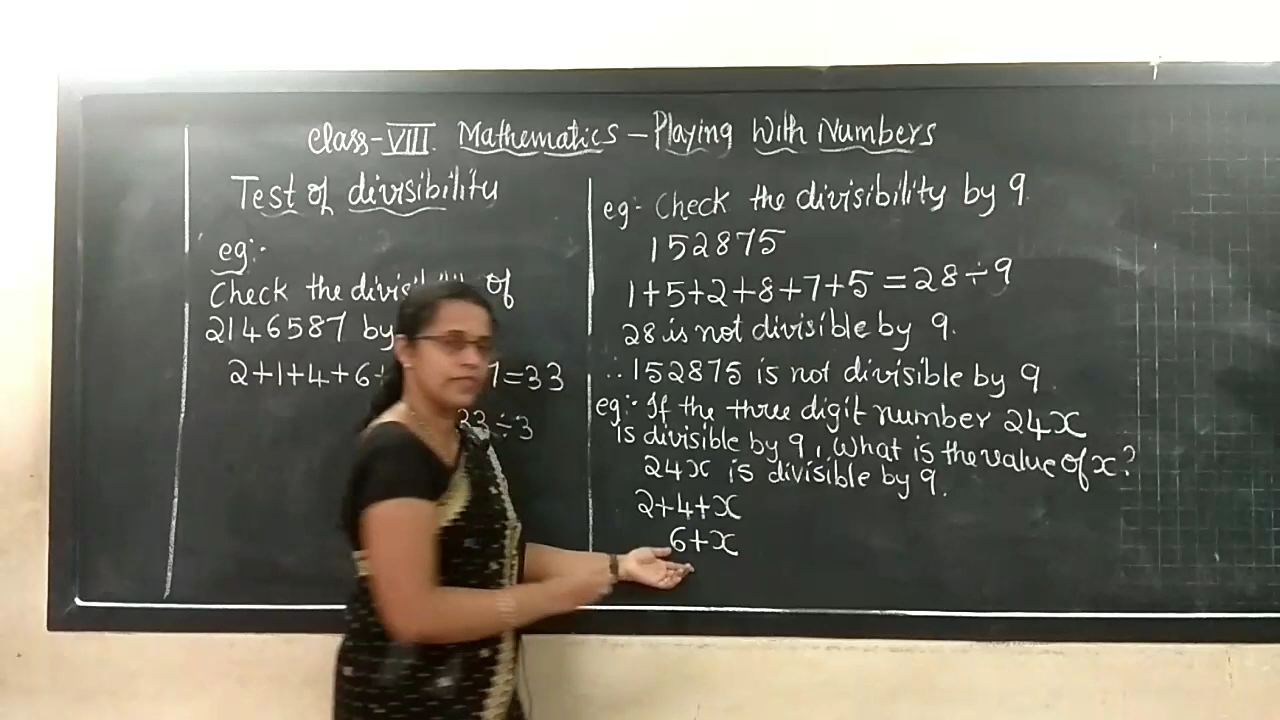 Class-VIII. Mathematics – Playing With Numbers
Test of divisibility
eg:-
Check the of
2146587 by
2+1+4+6+ 7=33
33÷3
eg:- Check the divisibility by 9.
152875
1+5+2+8+7+5=28÷9
28 is not divisible by 9.
∴152875 is not divisible by 9.
eg:- If the three digit number 24x
is divisible by 9, What is the value of x?
24x is divisible by 9.
2+4+x
6+x